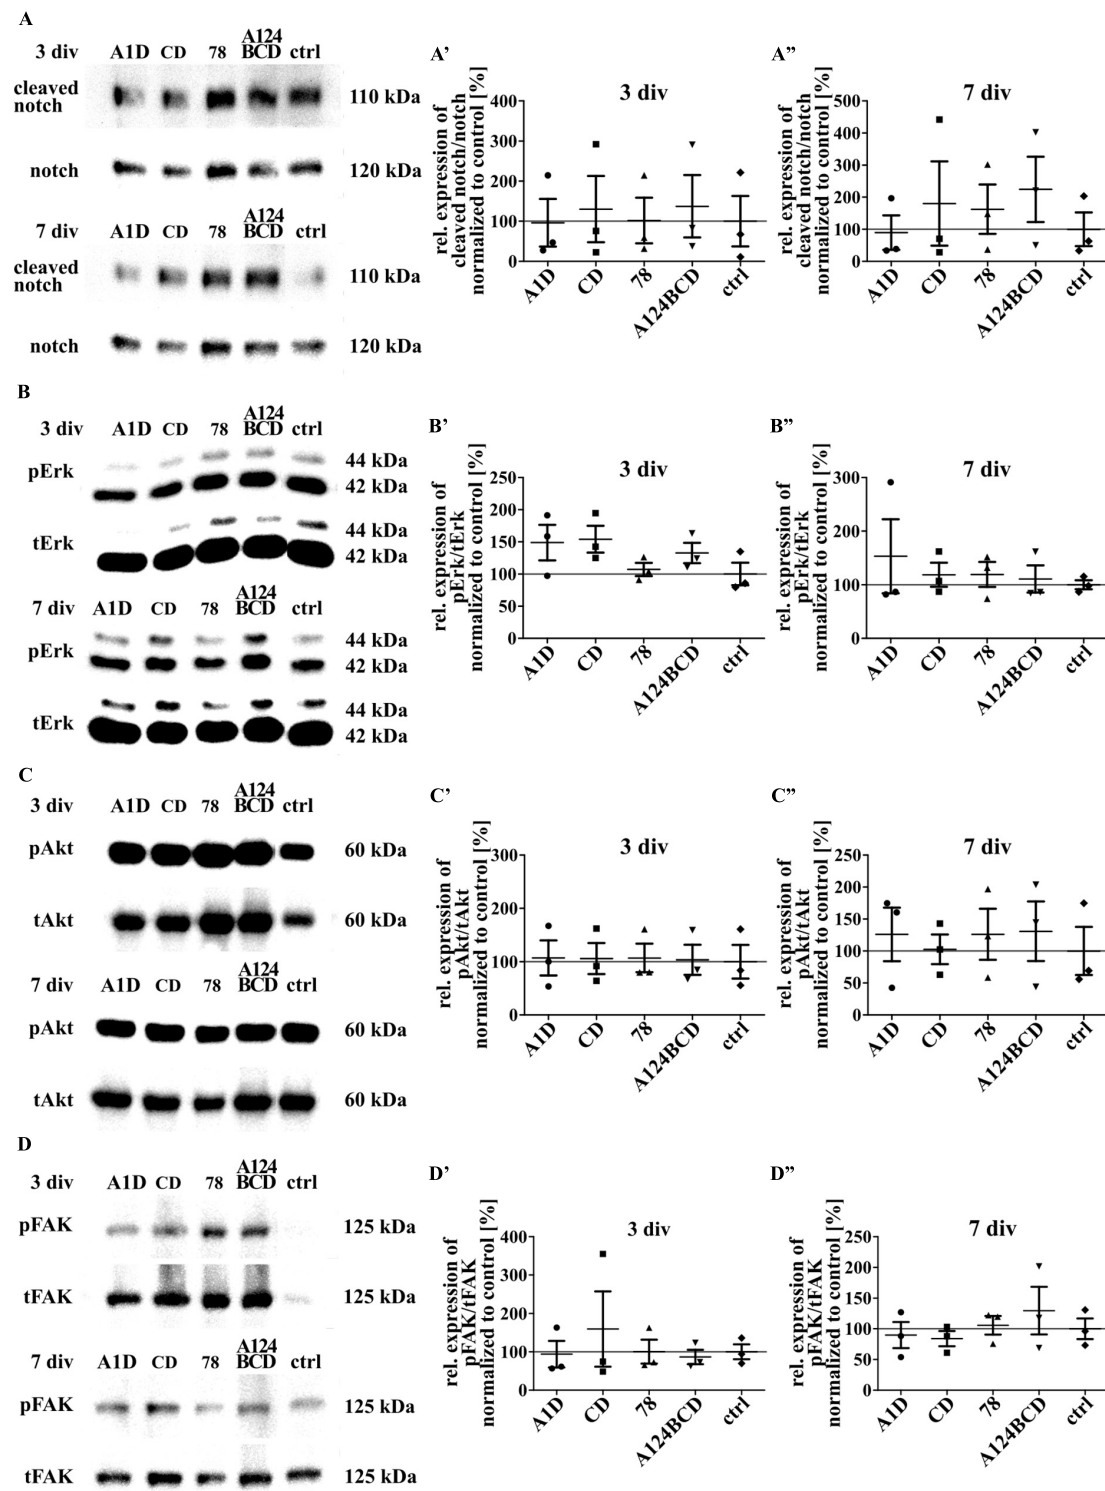 A
3 div A1D CD 78 A124 BCD ctrl
cleaved notch 110 kDa
notch 120 kDa
7 div A1D CD 78 A124 BCD ctrl
cleaved notch 110 kDa
notch 120 kDa
A’
3 div
rel. expression of
cleaved notch/notch
normalized to control [%]
400
300
200
100
0
A1D CD 78 A124BCD ctrl
A”
7 div
rel. expression of
cleaved notch/notch
normalized to control [%]
500
400
300
200
100
0
A1D CD 78 A124BCD ctrl
B
3 div A1D CD 78 A124 BCD ctrl
pErk 44 kDa
42 kDa
tErk 44 kDa
42 kDa
7 div A1D CD 78 A124 BCD ctrl
pErk 44 kDa
42 kDa
tErk 44 kDa
42 kDa
B’
3 div
rel. expression of
pErk/tErk
normalized to control [%]
250
200
150
100
50
0
A1D CD 78 A124BCD ctrl
B”
7 div
rel. expression of
pErk/tErk
normalized to control [%]
300
200
100
0
A1D CD 78 A124BCD ctrl
C
3 div A1D CD 78 A124 BCD ctrl
pAkt 60 kDa
tAkt 60 kDa
7 div A1D CD 78 A124 BCD ctrl
pAkt 60 kDa
tAkt 60 kDa
C’
3 div
rel. expression of
pAkt/tAkt
normalized to control [%]
300
200
100
0
A1D CD 78 A124BCD ctrl
C”
7 div
rel. expression of
pAkt/tAkt
normalized to control [%]
250
200
150
100
50
0
A1D CD 78 A124BCD ctrl
D
3 div A1D CD 78 A124 BCD ctrl
pFAK 125 kDa
tFAK 125 kDa
7 div A1D CD 78 A124 BCD ctrl
pFAK 125 kDa
tFAK 125 kDa
D’
3 div
rel. expression of
pFAK/tFAK
normalized to control [%]
400
300
200
100
0
A1D CD 78 A124BCD ctrl
D”
7 div
rel. expression of
pFAK/tFAK
normalized to control [%]
250
200
150
100
50
0
A1D CD 78 A124BCD ctrl